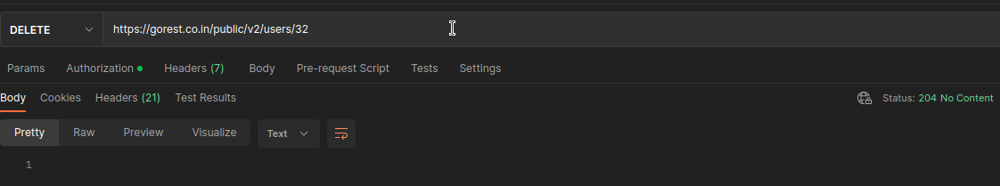 DELETE https://gorest.co.in/public/v2/users/32
Params Authorization Headers (7) Body Pre-request Script Tests Settings
Body Cookies Headers (21) Test Results Status: 204 No Content
Pretty Raw Preview Visualize Text
1